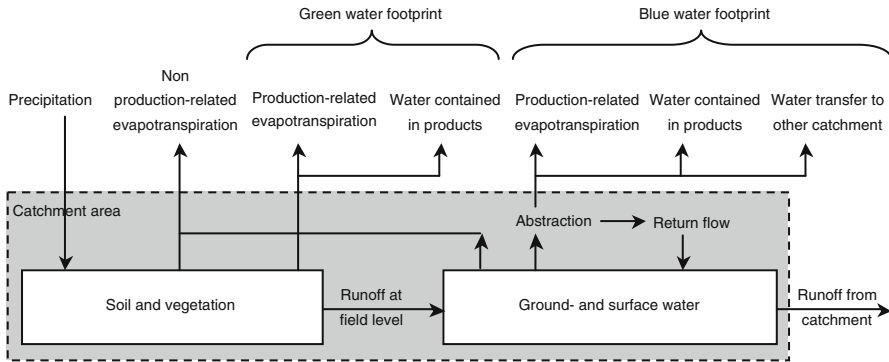 Green water footprint
Blue water footprint
Precipitation
Non
production-related
evapotranspiration
Production-related
evapotranspiration
Water contained
in products
Production-related
evapotranspiration
Water contained
in products
Water transfer to
other catchment
Catchment area
Abstraction
Return flow
Soil and vegetation
Runoff at
field level
Ground- and surface water
Runoff from
catchment